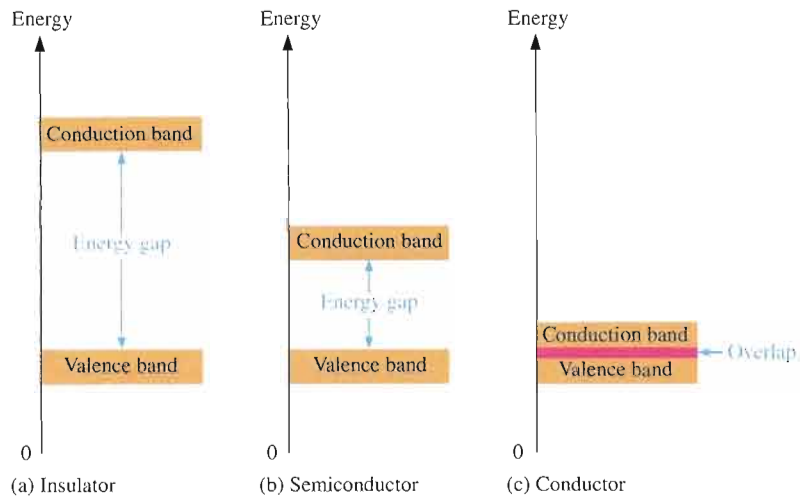 Energy
Conduction band
Energy gap
Valence band
0
(a) Insulator
Energy
Conduction band
Energy gap
Valence band
0
(b) Semiconductor
Energy
Conduction band
Overlap
Valence band
0
(c) Conductor